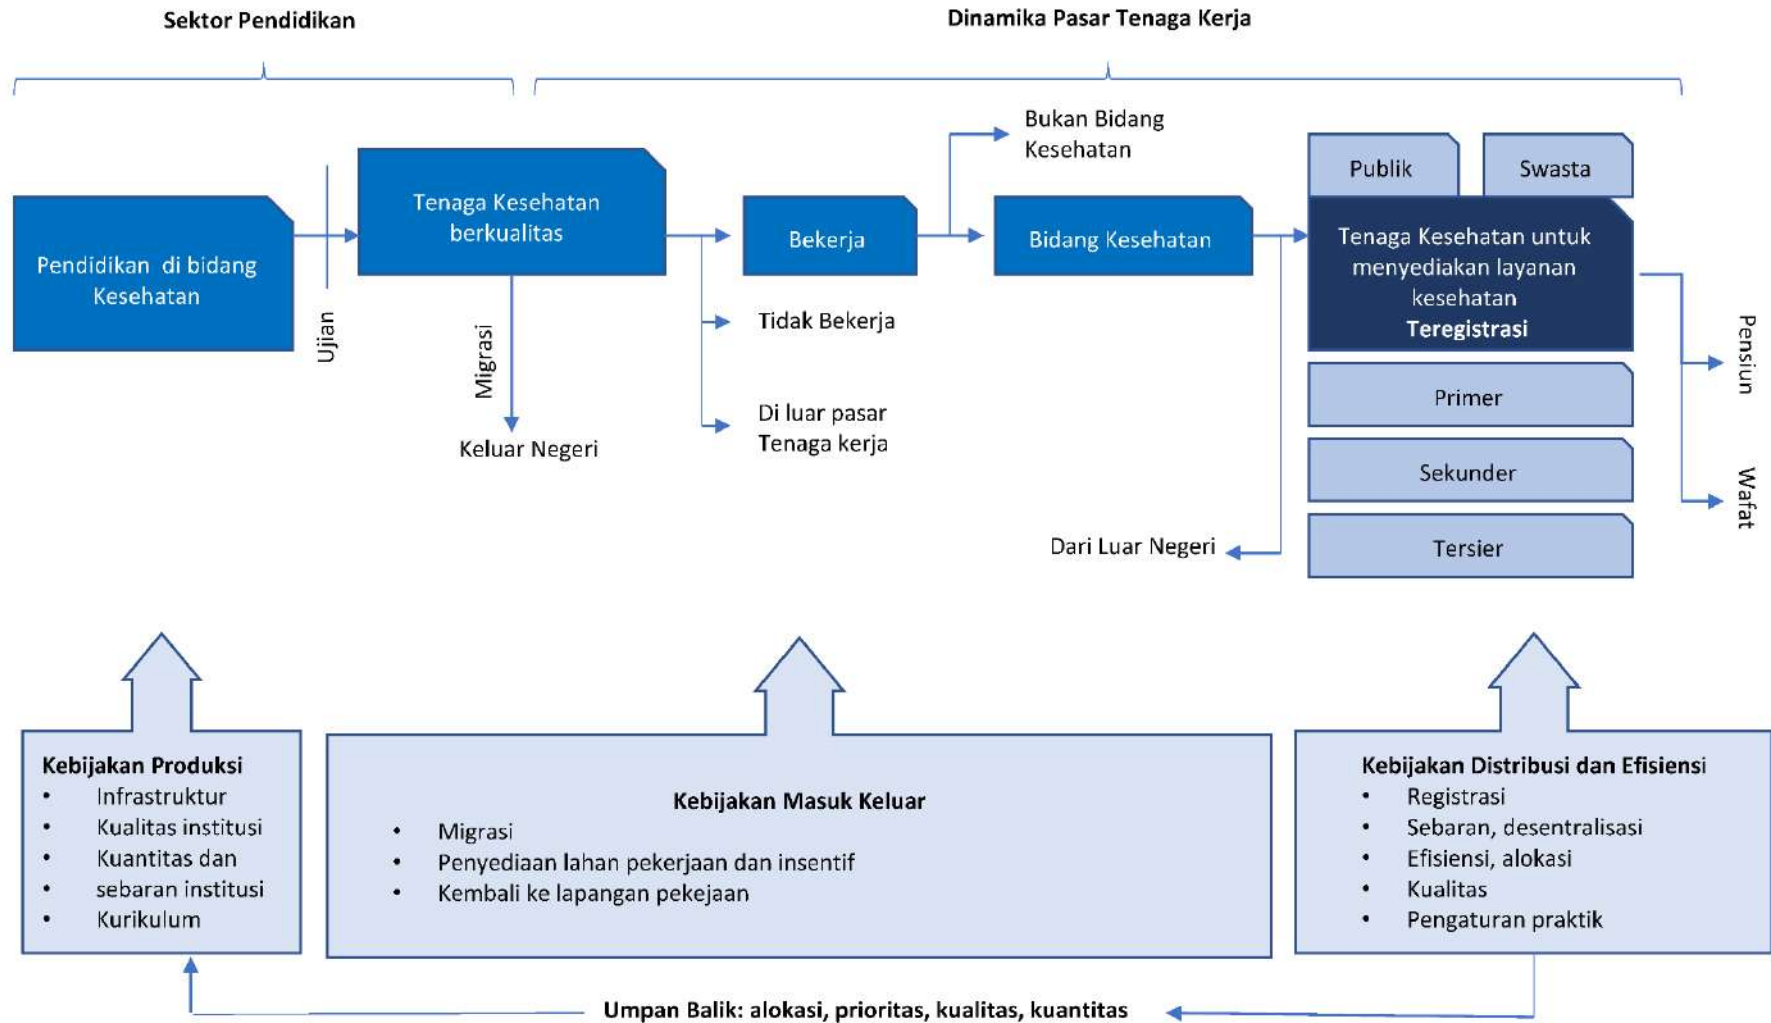 Sektor Pendidikan
Dinamika Pasar Tenaga Kerja
Pendidikan di bidang
Kesehatan
Ujian
Tenaga Kesehatan
berkualitas
Migrasi
Keluar Negeri
Bekerja
Tidak Bekerja
Di luar pasar
Tenaga kerja
Bukan Bidang
Kesehatan
Bidang Kesehatan
Dari Luar Negeri
Publik
Swasta
Tenaga Kesehatan untuk
menyediakan layanan
kesehatan
Teregistrasi
Primer
Sekunder
Tersier
Pensiun
Wafat
Kebijakan Produksi
• Infrastruktur
• Kualitas institusi
• Kuantitas dan
• sebaran institusi
• Kurikulum
Kebijakan Masuk Keluar
• Migrasi
• Penyediaan lahan pekerjaan dan insentif
• Kembali ke lapangan pekejaan
Kebijakan Distribusi dan Efisiensi
• Registrasi
• Sebaran, desentralisasi
• Efisiensi, alokasi
• Kualitas
• Pengaturan praktik
Umpan Balik: alokasi, prioritas, kualitas, kuantitas